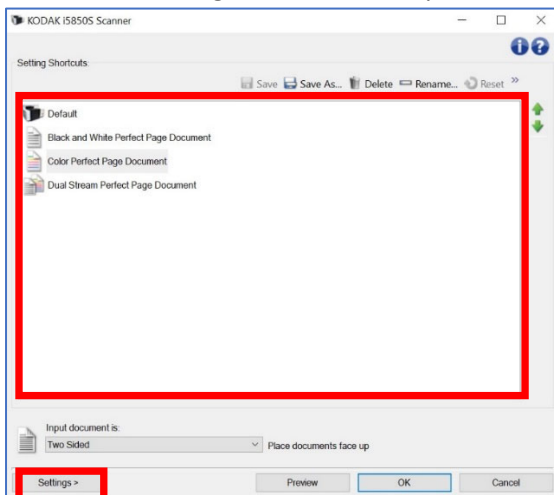 KODAK i5850S Scanner
Setting Shortcuts:
Save Save As... Delete Rename... Reset »
Default
Black and White Perfect Page Document
Color Perfect Page Document
Dual Stream Perfect Page Document
Input document is:
Two Sided Place documents face up
Settings > Preview OK Cancel